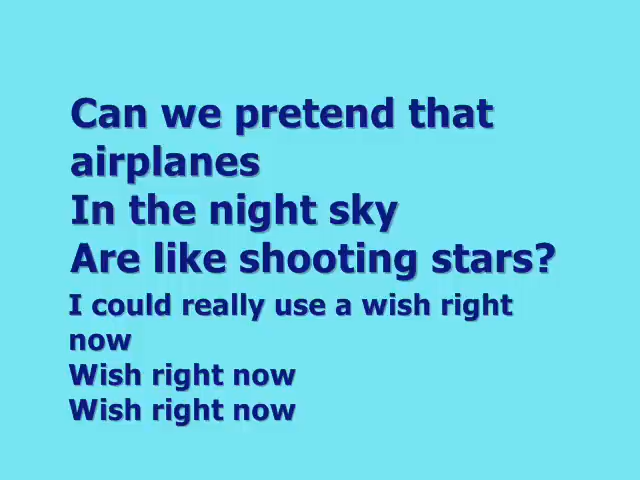 Can we pretend that
airplanes
In the night sky
Are like shooting stars?
I could really use a wish right
now
Wish right now
Wish right now